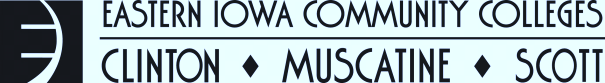 EASTERN IOWA COMMUNITY COLLEGES
CLINTON ♦ MUSCATINE ♦ SCOTT